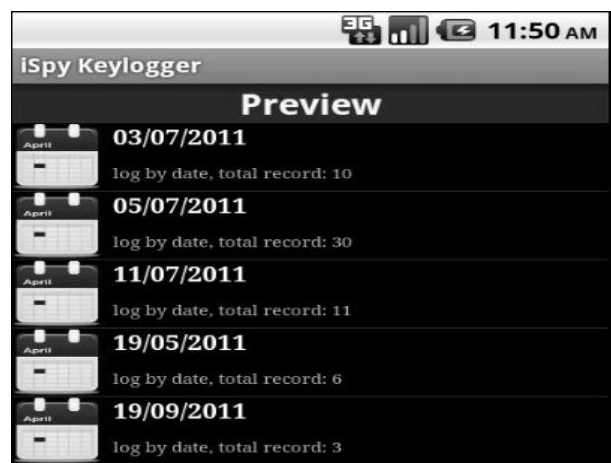 3G 11:50 AM
iSpy Keylogger
Preview
April
03/07/2011
log by date, total record: 10
April
05/07/2011
log by date, total record: 30
April
11/07/2011
log by date, total record: 11
April
19/05/2011
log by date, total record: 6
April
19/09/2011
log by date, total record: 3